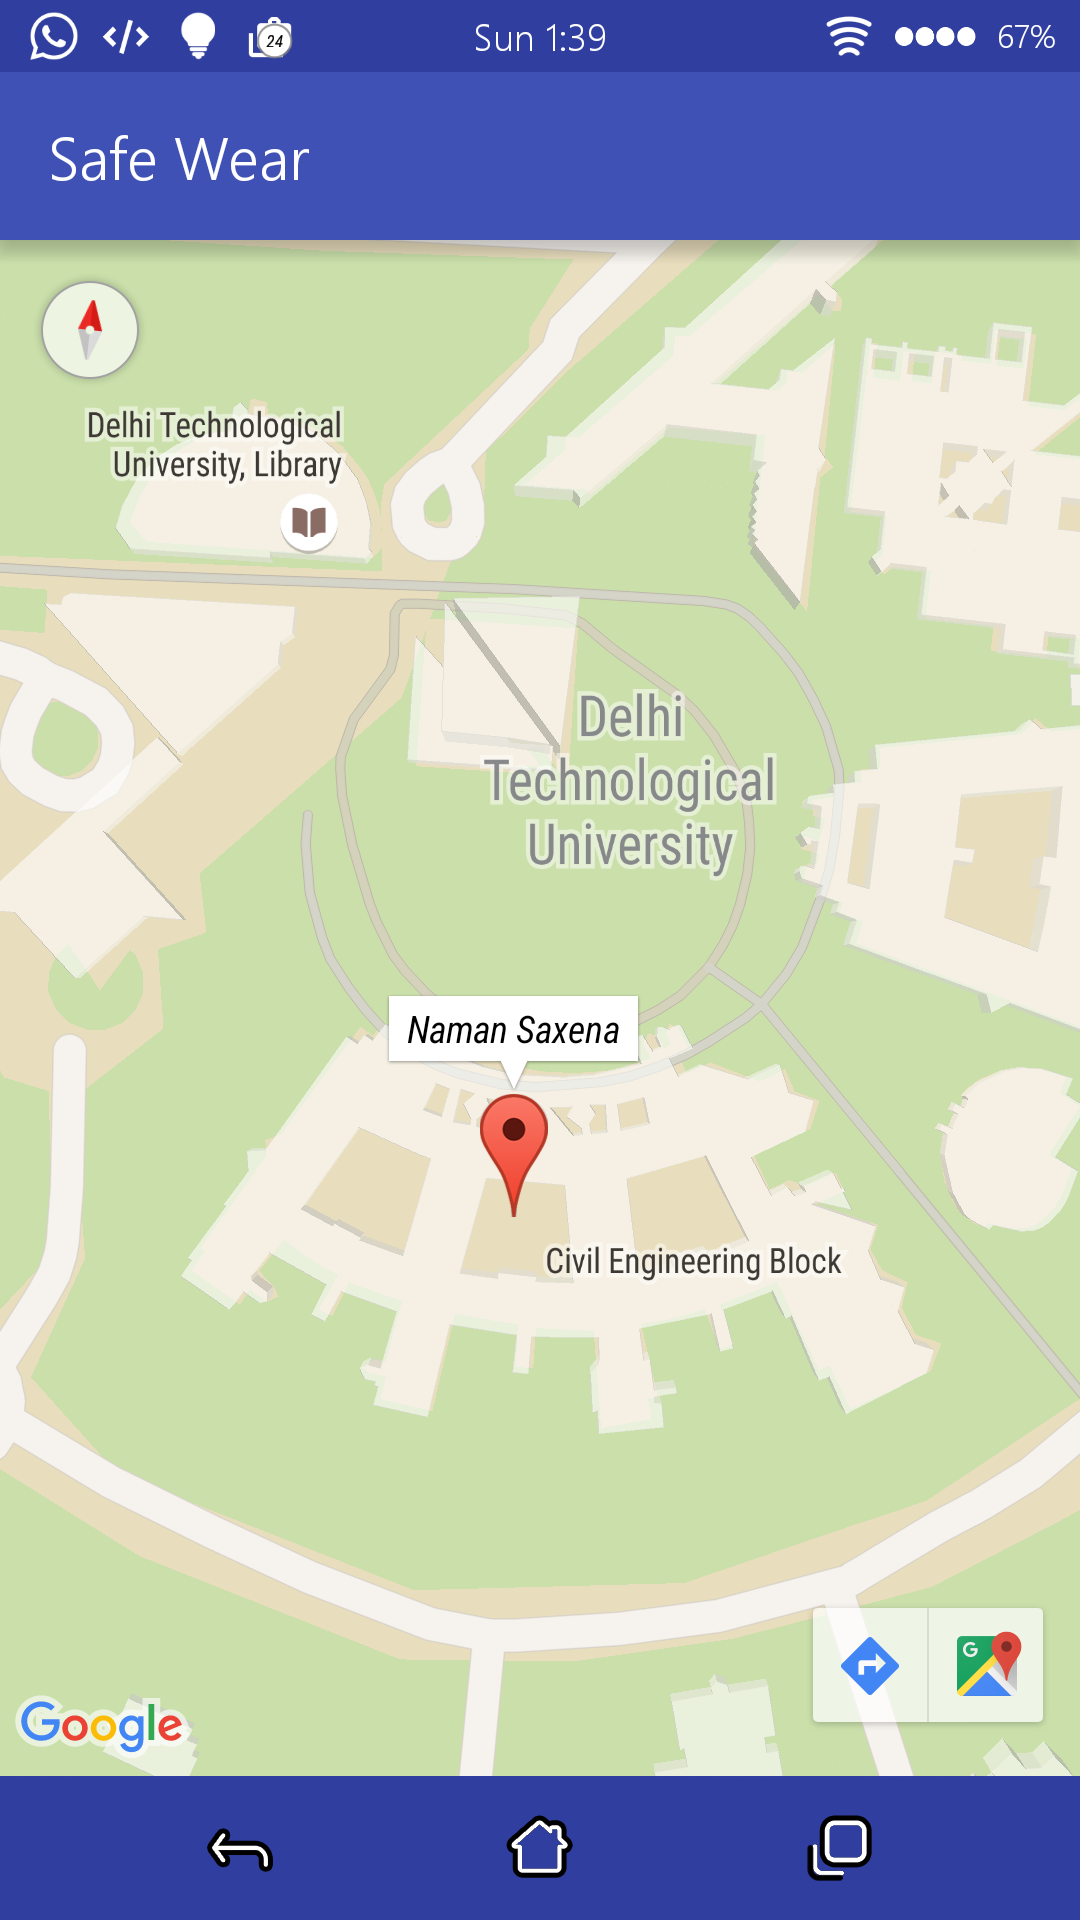 24
Sun 1:39
67%
Safe Wear
Delhi Technological
University, Library
Delhi
Technological
University
Naman Saxena
Civil Engineering Block
G
Google